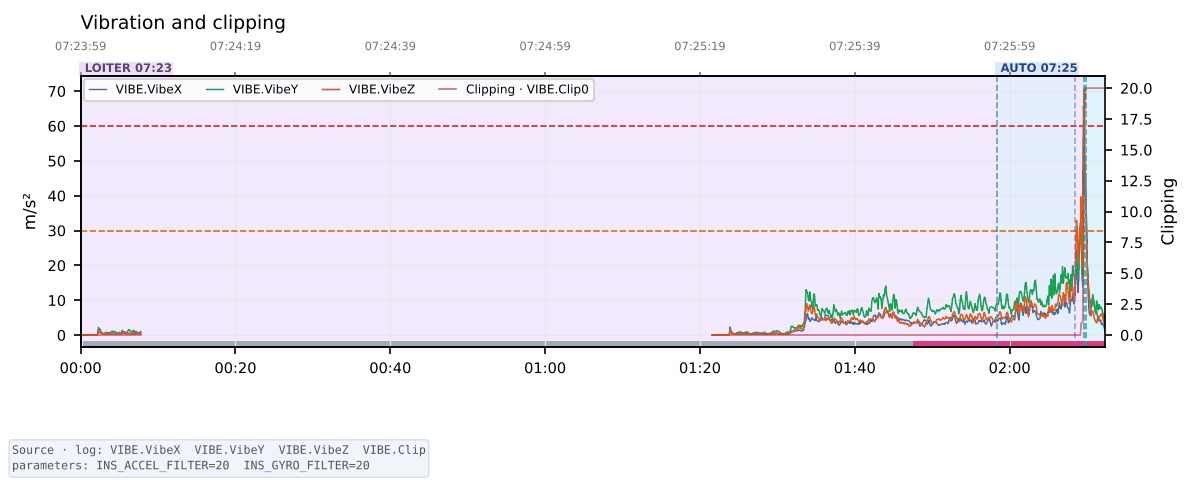 Vibration and clipping
07:23:59 07:24:19 07:24:39 07:24:59 07:25:19 07:25:39 07:25:59
LOITER 07:23 AUTO 07:25
VIBE.VibeX VIBE.VibeY VIBE.VibeZ Clipping · VIBE.Clip0
70
60
50
40
30
20
10
0
m/s²
20.0
17.5
15.0
12.5
10.0
7.5
5.0
2.5
0.0
Clipping
00:00 00:20 00:40 01:00 01:20 01:40 02:00
Source · log: VIBE.VibeX VIBE.VibeY VIBE.VibeZ VIBE.Clip
parameters: INS_ACCEL_FILTER=20 INS_GYRO_FILTER=20